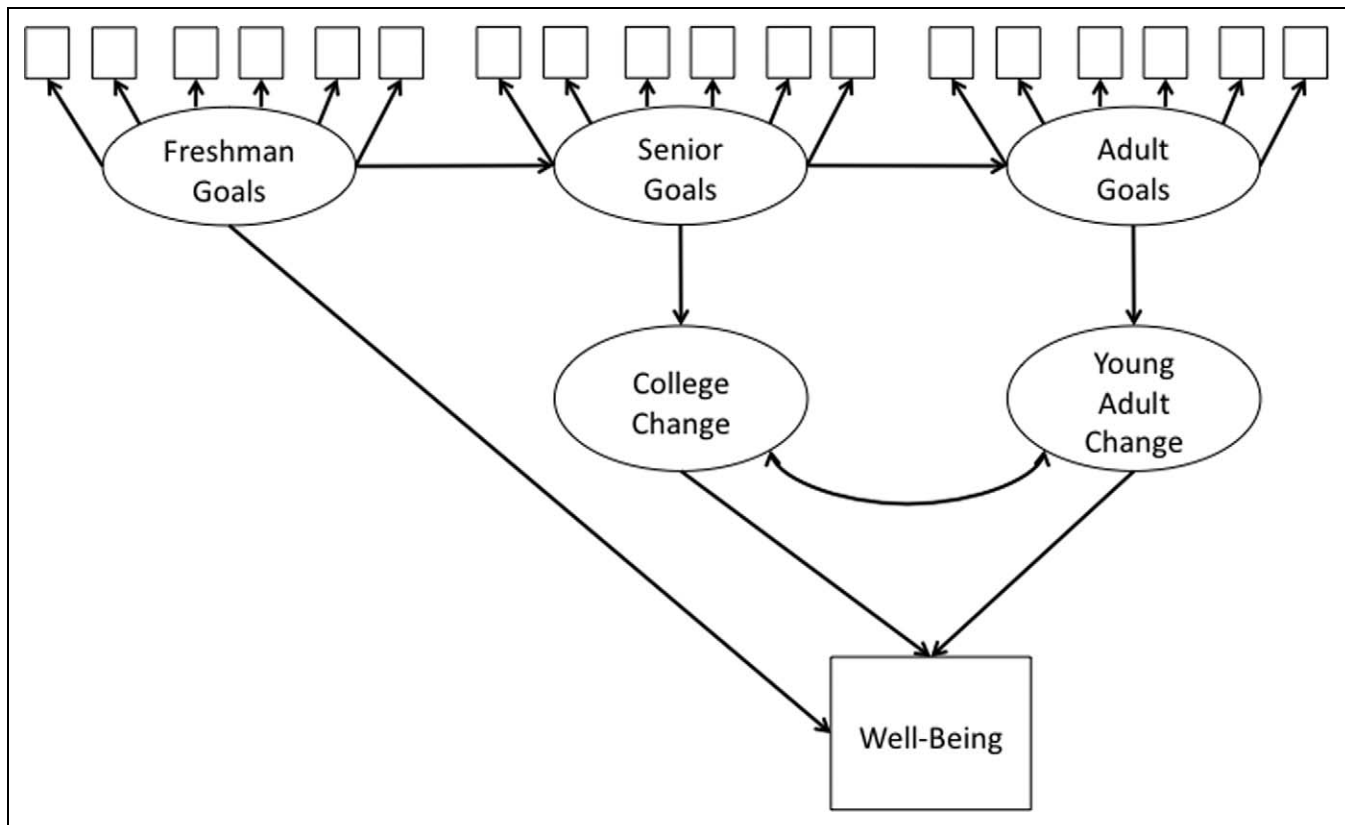 Freshman
Goals
Senior
Goals
Adult
Goals
College
Change
Young
Adult
Change
Well-Being